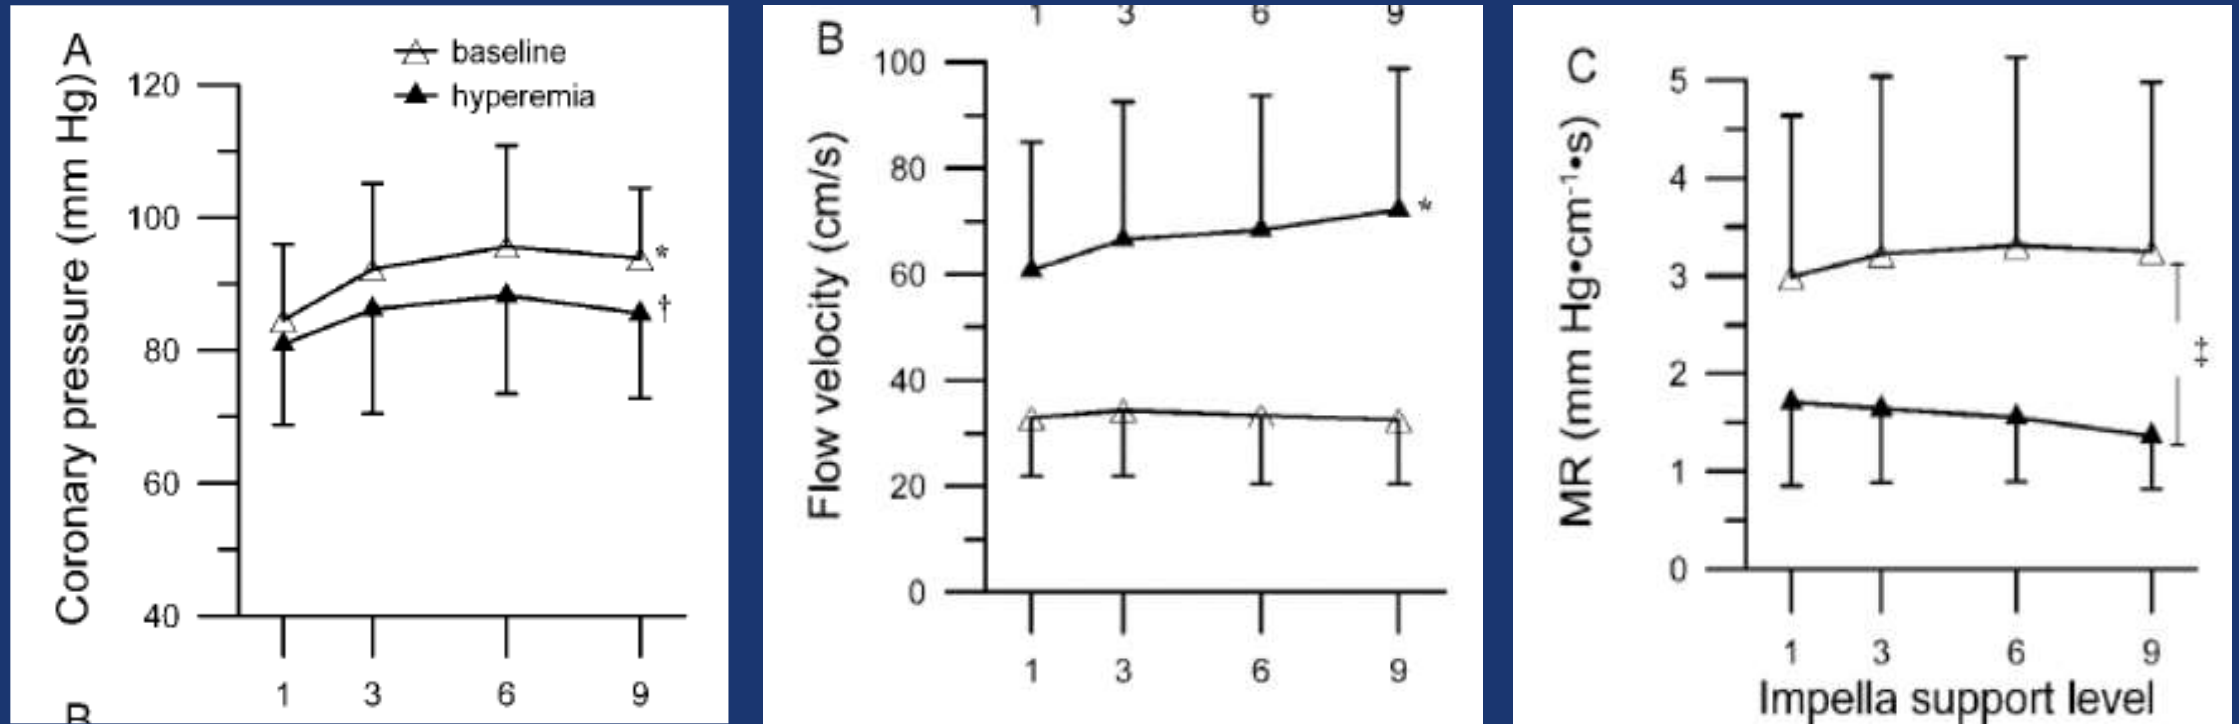 A
baseline
hyperemia
Coronary pressure (mm Hg)
120
100
80
60
40
*
†
1 3 6 9
B
1 3 6 9
B
Flow velocity (cm/s)
100
80
60
40
20
0
*
1 3 6 9
C
MR (mm Hg•cm⁻¹•s)
5
4
3
2
1
0
‡
1 3 6 9
Impella support level